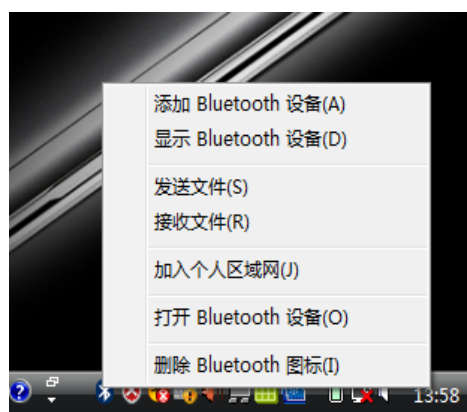 添加 Bluetooth 设备(A)
显示 Bluetooth 设备(D)
发送文件(S)
接收文件(R)
加入个人区域网(J)
打开 Bluetooth 设备(O)
删除 Bluetooth 图标(I)
13:58